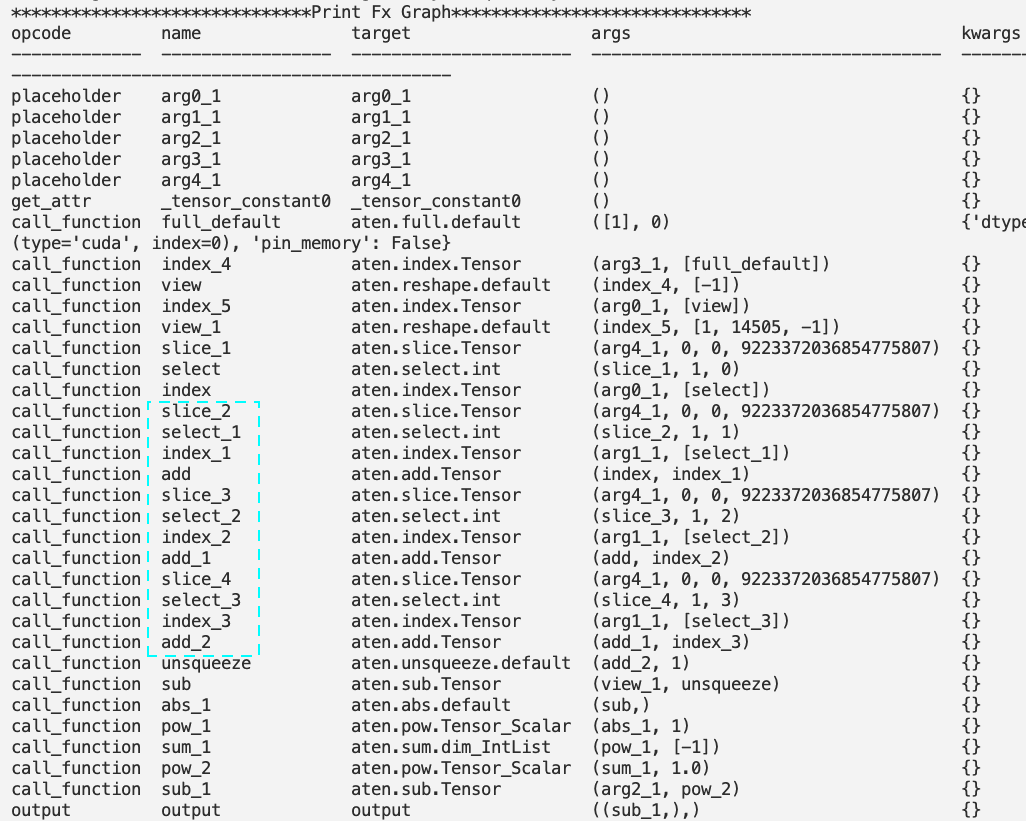 ******************************Print Fx Graph******************************
opcode         name                target                  args                                 kwargs
-------------  ------------------  ----------------------  -----------------------------------  -------
--------------------------------------------
placeholder    arg0_1              arg0_1                  ()                                   {}
placeholder    arg1_1              arg1_1                  ()                                   {}
placeholder    arg2_1              arg2_1                  ()                                   {}
placeholder    arg3_1              arg3_1                  ()                                   {}
placeholder    arg4_1              arg4_1                  ()                                   {}
get_attr       _tensor_constant0   _tensor_constant0       ()                                   {}
call_function  full_default        aten.full.default       ([1], 0)                             {'dtype
(type='cuda', index=0), 'pin_memory': False}
call_function  index_4             aten.index.Tensor       (arg3_1, [full_default])             {}
call_function  view                aten.reshape.default    (index_4, [-1])                      {}
call_function  index_5             aten.index.Tensor       (arg0_1, [view])                     {}
call_function  view_1              aten.reshape.default    (index_5, [1, 14505, -1])            {}
call_function  slice_1             aten.slice.Tensor       (arg4_1, 0, 0, 9223372036854775807)  {}
call_function  select              aten.select.int         (slice_1, 1, 0)                      {}
call_function  index               aten.index.Tensor       (arg0_1, [select])                   {}
call_function  slice_2             aten.slice.Tensor       (arg4_1, 0, 0, 9223372036854775807)  {}
call_function  select_1            aten.select.int         (slice_2, 1, 1)                      {}
call_function  index_1             aten.index.Tensor       (arg1_1, [select_1])                 {}
call_function  add                 aten.add.Tensor         (index, index_1)                     {}
call_function  slice_3             aten.slice.Tensor       (arg4_1, 0, 0, 9223372036854775807)  {}
call_function  select_2            aten.select.int         (slice_3, 1, 2)                      {}
call_function  index_2             aten.index.Tensor       (arg1_1, [select_2])                 {}
call_function  add_1               aten.add.Tensor         (add, index_2)                       {}
call_function  slice_4             aten.slice.Tensor       (arg4_1, 0, 0, 9223372036854775807)  {}
call_function  select_3            aten.select.int         (slice_4, 1, 3)                      {}
call_function  index_3             aten.index.Tensor       (arg1_1, [select_3])                 {}
call_function  add_2               aten.add.Tensor         (add_1, index_3)                     {}
call_function  unsqueeze           aten.unsqueeze.default  (add_2, 1)                           {}
call_function  sub                 aten.sub.Tensor         (view_1, unsqueeze)                  {}
call_function  abs_1               aten.abs.default        (sub,)                               {}
call_function  pow_1               aten.pow.Tensor_Scalar  (abs_1, 1)                           {}
call_function  sum_1               aten.sum.dim_IntList    (pow_1, [-1])                        {}
call_function  pow_2               aten.pow.Tensor_Scalar  (sum_1, 1.0)                         {}
call_function  sub_1               aten.sub.Tensor         (arg2_1, pow_2)                      {}
output         output              output                  ((sub_1,),)                          {}